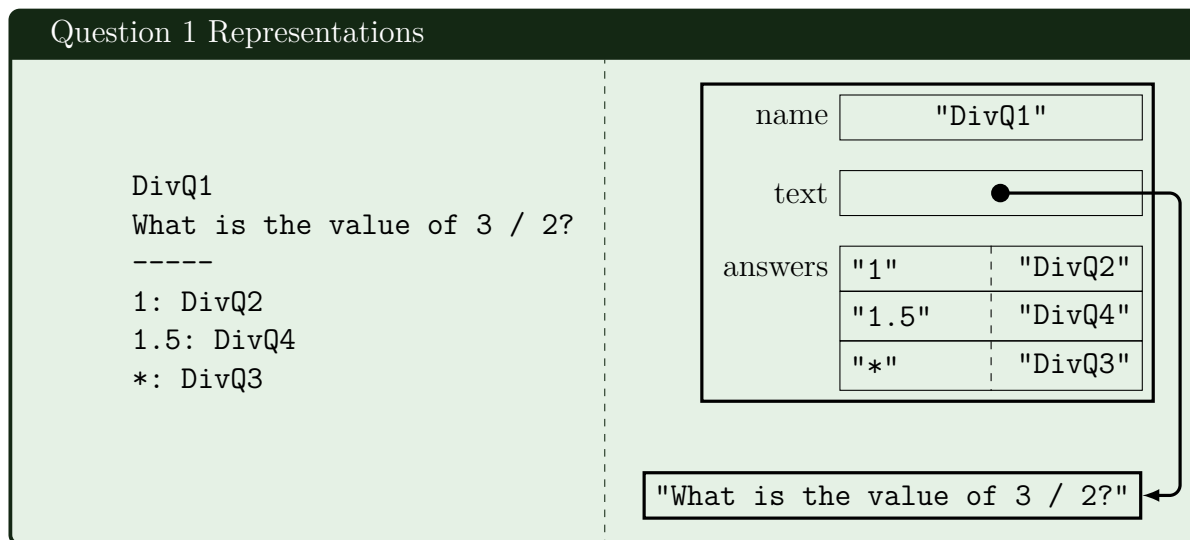 Question 1 Representations
DivQ1
What is the value of 3 / 2?
-----
1: DivQ2
1.5: DivQ4
*: DivQ3
name "DivQ1"
text
answers "1" "DivQ2"
"1.5" "DivQ4"
"*" "DivQ3"
"What is the value of 3 / 2?"